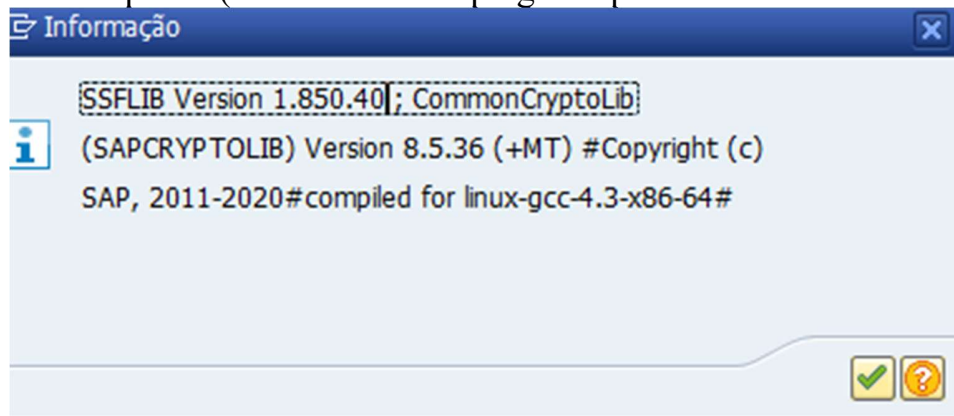 Informação
SSFLIB Version 1.850.40 ; CommonCryptoLib
(SAPCRYPTOLIB) Version 8.5.36 (+MT) #Copyright (c)
SAP, 2011-2020#compiled for linux-gcc-4.3-x86-64#